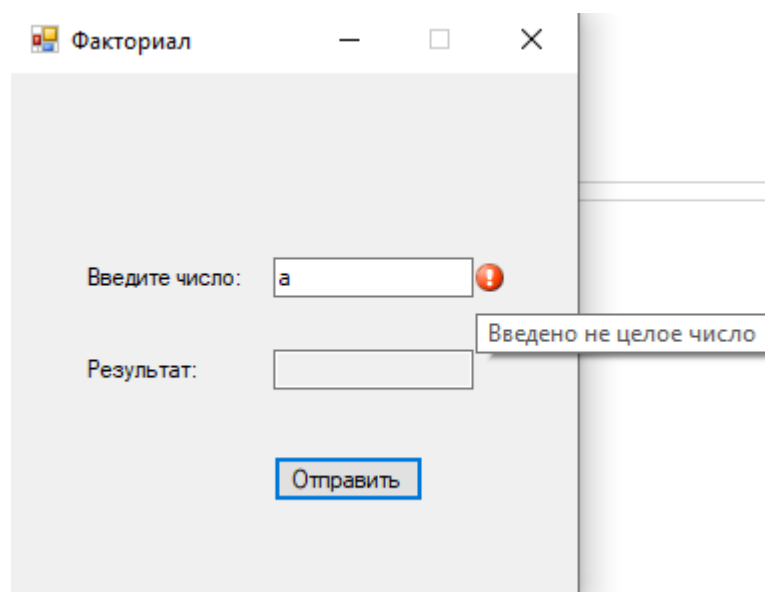 Факториал
Введите число:
a
Введено не целое число
Результат:
Отправить